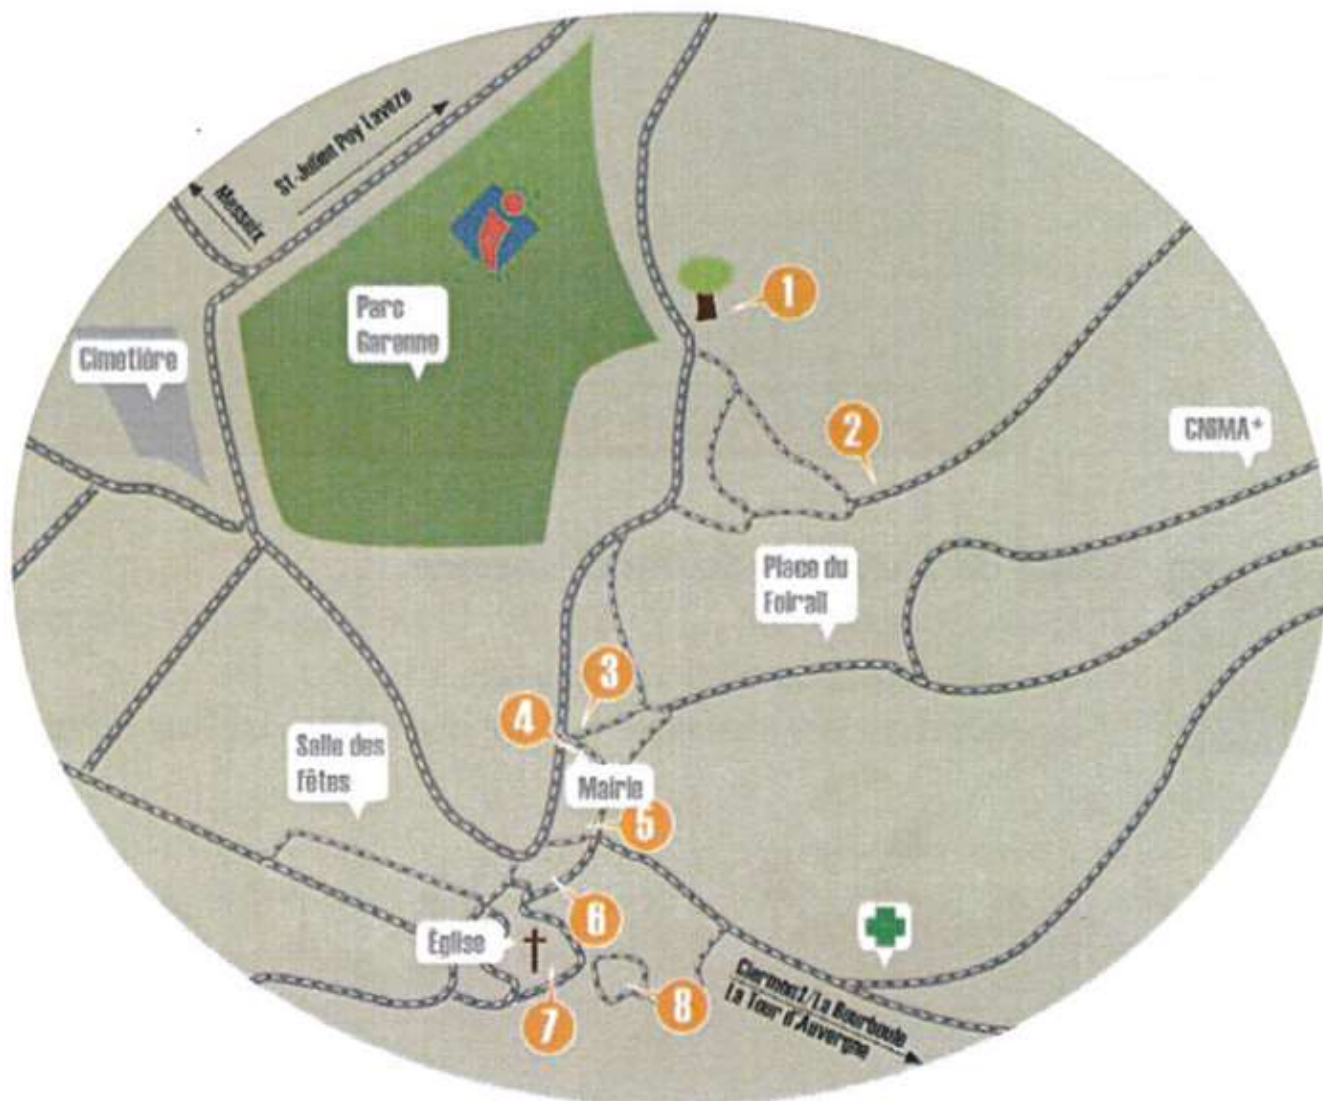 St-Julien Puy Lavèze
Messeix
1
Parc
Garenne
Cimetière
2
CNIMA*
Place du
Foirail
3
4
Salle des
fêtes
Mairie
5
6
Eglise
7
8
Clermont/La Bourboule
La Tour d'Auvergne